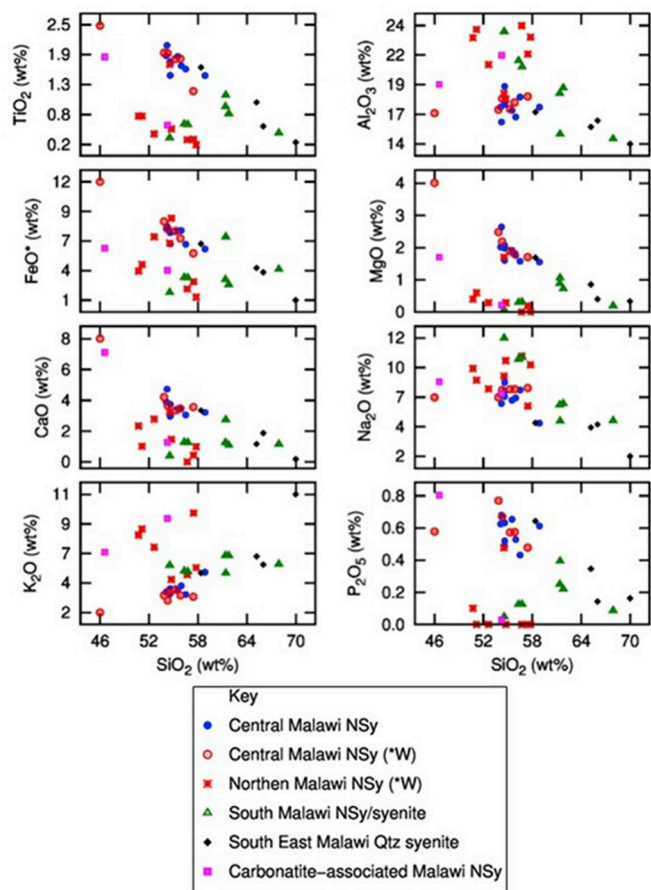 TiO2 (wt%)
2.5
1.9
1.3
0.8
0.2
Al2O3 (wt%)
24
22
19
17
14
FeO* (wt%)
12
9
7
4
1
MgO (wt%)
4
3
2
1
0
CaO (wt%)
8
6
4
2
0
Na2O (wt%)
12
10
7
4
2
K2O (wt%)
11
9
7
4
2
P2O5 (wt%)
0.8
0.6
0.4
0.2
0.0
46 52 58 64 70
SiO2 (wt%)
46 52 58 64 70
SiO2 (wt%)
Key
Central Malawi NSy
Central Malawi NSy (*W)
Northen Malawi NSy (*W)
South Malawi NSy/syenite
South East Malawi Qtz syenite
Carbonatite-associated Malawi NSy